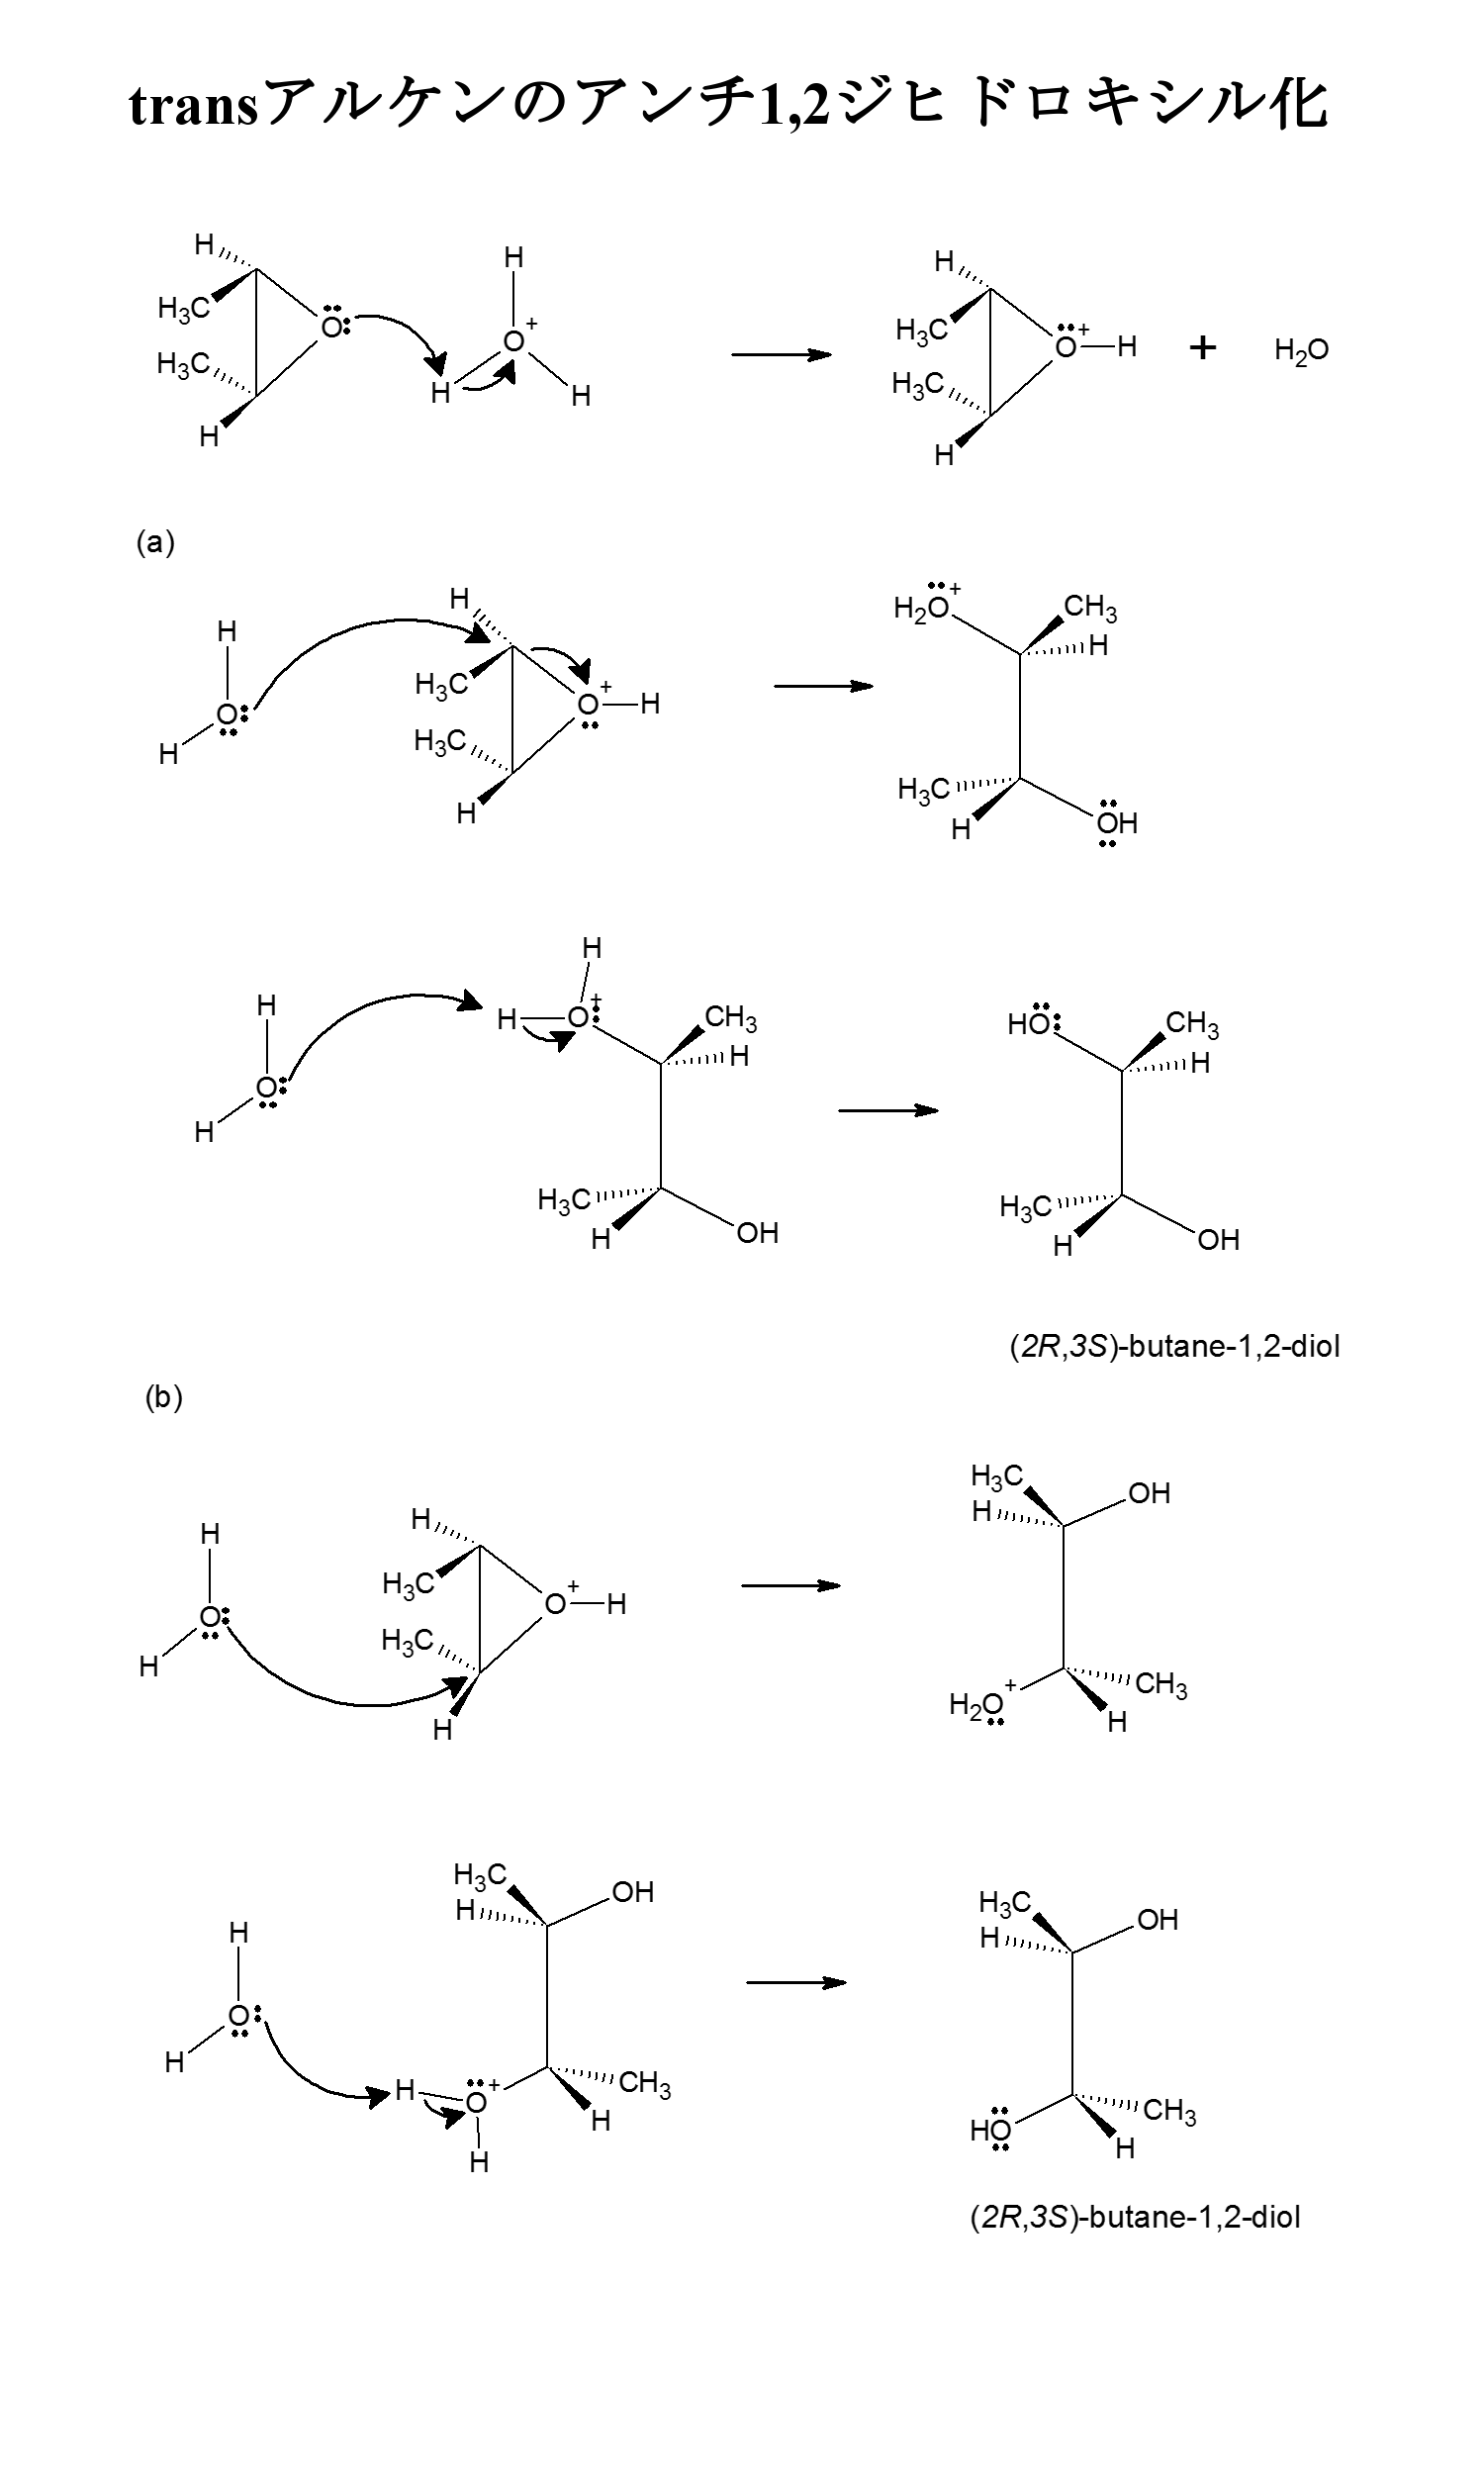 transアルケンのアンチ1,2ジヒドロキシル化
H H
H3C O: O+
H3C H H
H
H
H3C O+ H + H2O
H3C
H
(a)
H
H H2O+ CH3
H
H3C O+ H
H O:
H3C
H
H3C
H OH
H
H H O+ CH3
H
H O:
H3C
H OH
HO: CH3
H
H3C
H OH
(2R,3S)-butane-1,2-diol
(b)
H3C OH
H
H H
H3C O+ H
H O:
H3C
H
H2O+ CH3
H
H3C OH
H
H
H O:
H O+ CH3
H
H
H3C OH
H
HO CH3
H
(2R,3S)-butane-1,2-diol